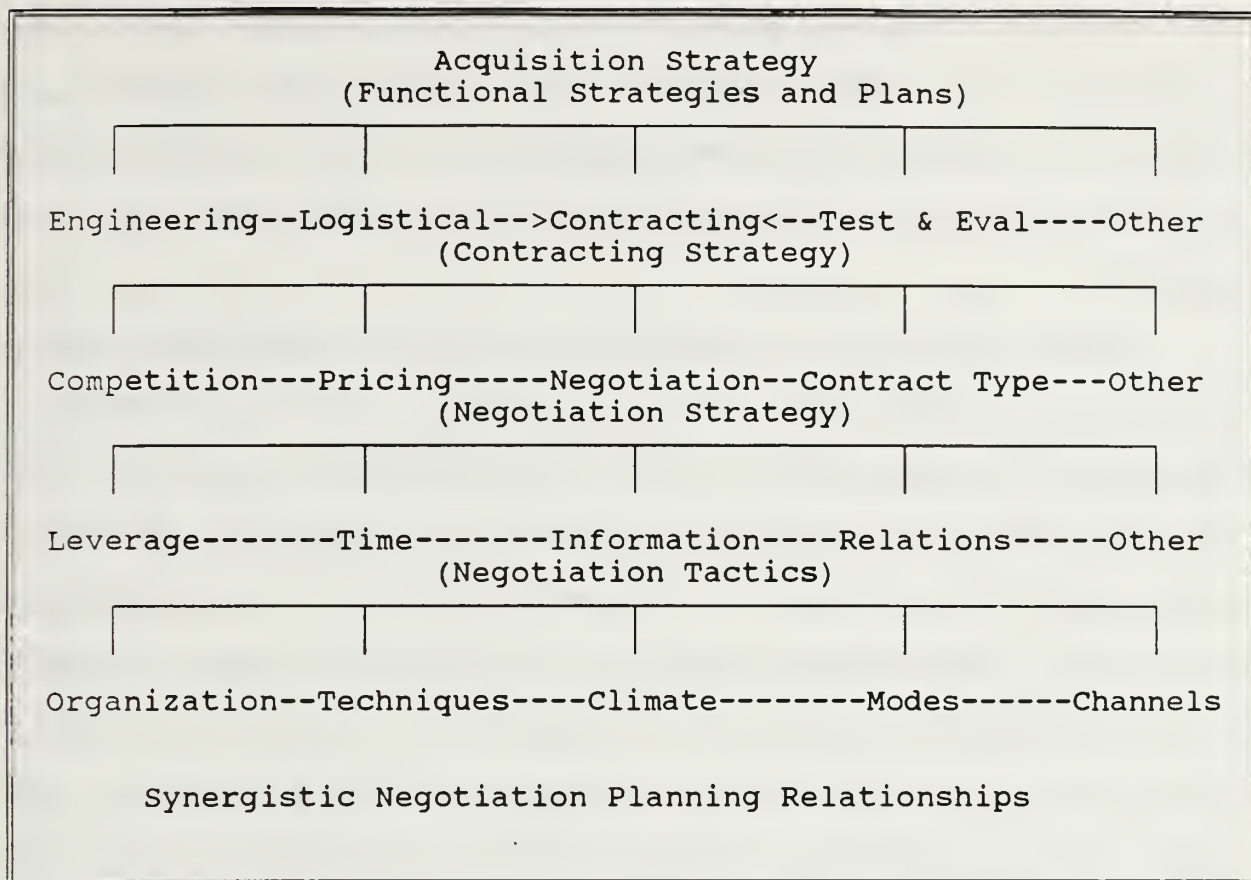 Acquisition Strategy
(Functional Strategies and Plans)
Engineering--Logistical-->Contracting<--Test & Eval----Other
(Contracting Strategy)
Competition---Pricing-----Negotiation--Contract Type---Other
(Negotiation Strategy)
Leverage-------Time-------Information----Relations-----Other
(Negotiation Tactics)
Organization--Techniques----Climate--------Modes------Channels
Synergistic Negotiation Planning Relationships